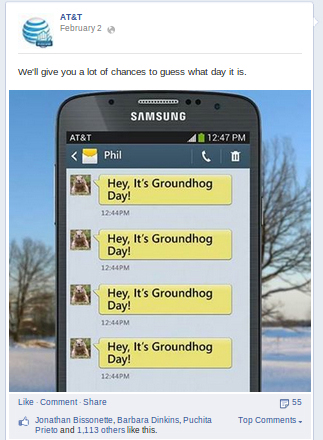 AT&T
February 2
We'll give you a lot of chances to guess what day it is.
SAMSUNG
AT&T 12:47 PM
Phil
Hey, It's Groundhog
Day!
12:44PM
Hey, It's Groundhog
Day!
12:44PM
Hey, It's Groundhog
Day!
12:44PM
Hey, It's Groundhog
Day!
12:44PM
Like · Comment · Share 55
Jonathan Bissonette, Barbara Dinkins, Puchita Top Comments
Prieto and 1,113 others like this.